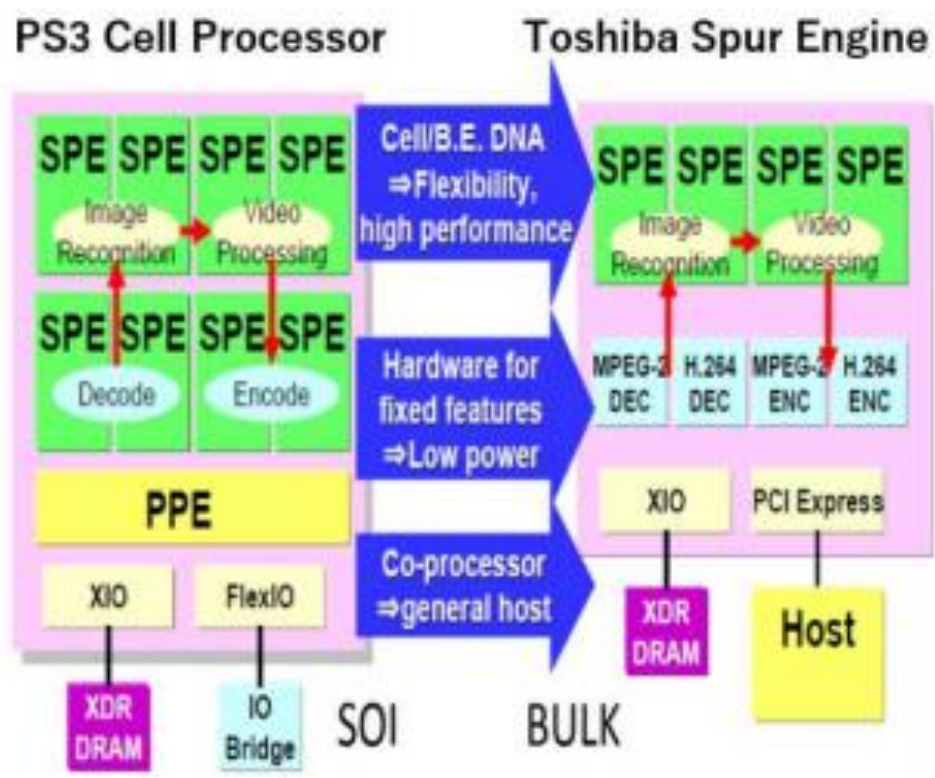 PS3 Cell Processor
Toshiba Spur Engine
SPE SPE SPE SPE
Image
Recognition
Video
Processing
SPE SPE SPE SPE
Decode
Encode
PPE
XIO
FlexIO
XDR
DRAM
IO
Bridge
SOI
Cell/B.E. DNA
⇒Flexibility,
high performance
Hardware for
fixed features
⇒Low power
Co-processor
⇒general host
BULK
SPE SPE SPE SPE
Image
Recognition
Video
Processing
MPEG-2
DEC
H.264
DEC
MPEG-2
ENC
H.264
ENC
XIO
PCI Express
XDR
DRAM
Host